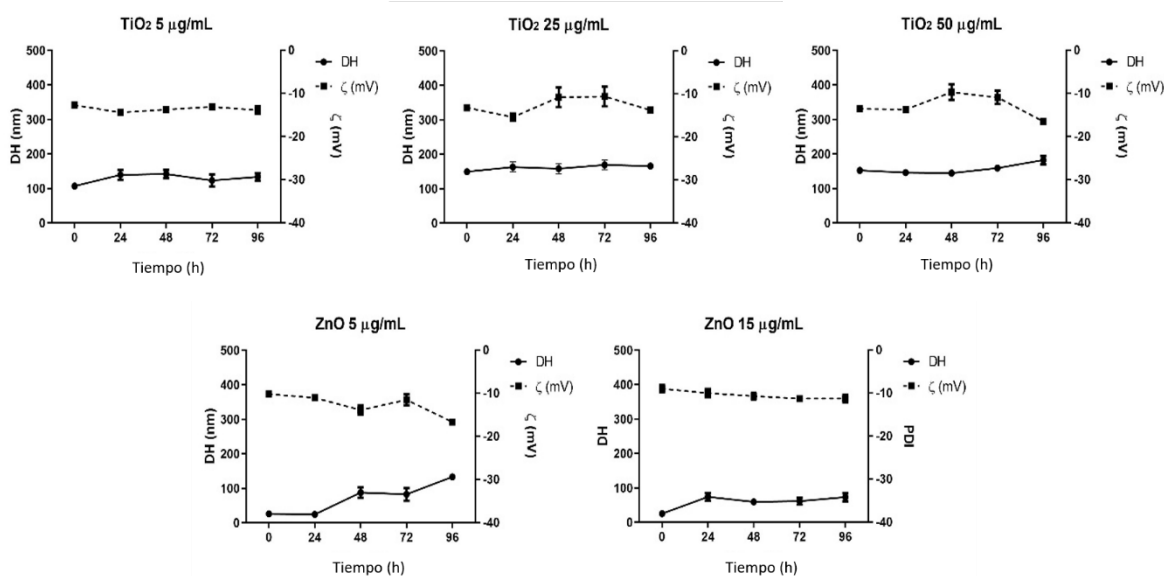 TiO₂ 5 μg/mL
500
400
300
200
100
0
DH (nm)
0
-10
-20
-30
-40
ζ (mV)
DH
ζ (mV)
0 24 48 72 96
Tiempo (h)
TiO₂ 25 μg/mL
500
400
300
200
100
0
DH (nm)
0
-10
-20
-30
-40
ζ (mV)
DH
ζ (mV)
0 24 48 72 96
Tiempo (h)
TiO₂ 50 μg/mL
500
400
300
200
100
0
DH (nm)
0
-10
-20
-30
-40
ζ (mV)
DH
ζ (mV)
0 24 48 72 96
Tiempo (h)
ZnO 5 μg/mL
500
400
300
200
100
0
DH (nm)
0
-10
-20
-30
-40
ζ (mV)
DH
ζ (mV)
0 24 48 72 96
Tiempo (h)
ZnO 15 μg/mL
500
400
300
200
100
0
DH
0
-10
-20
-30
-40
PDI
DH
ζ (mV)
0 24 48 72 96
Tiempo (h)